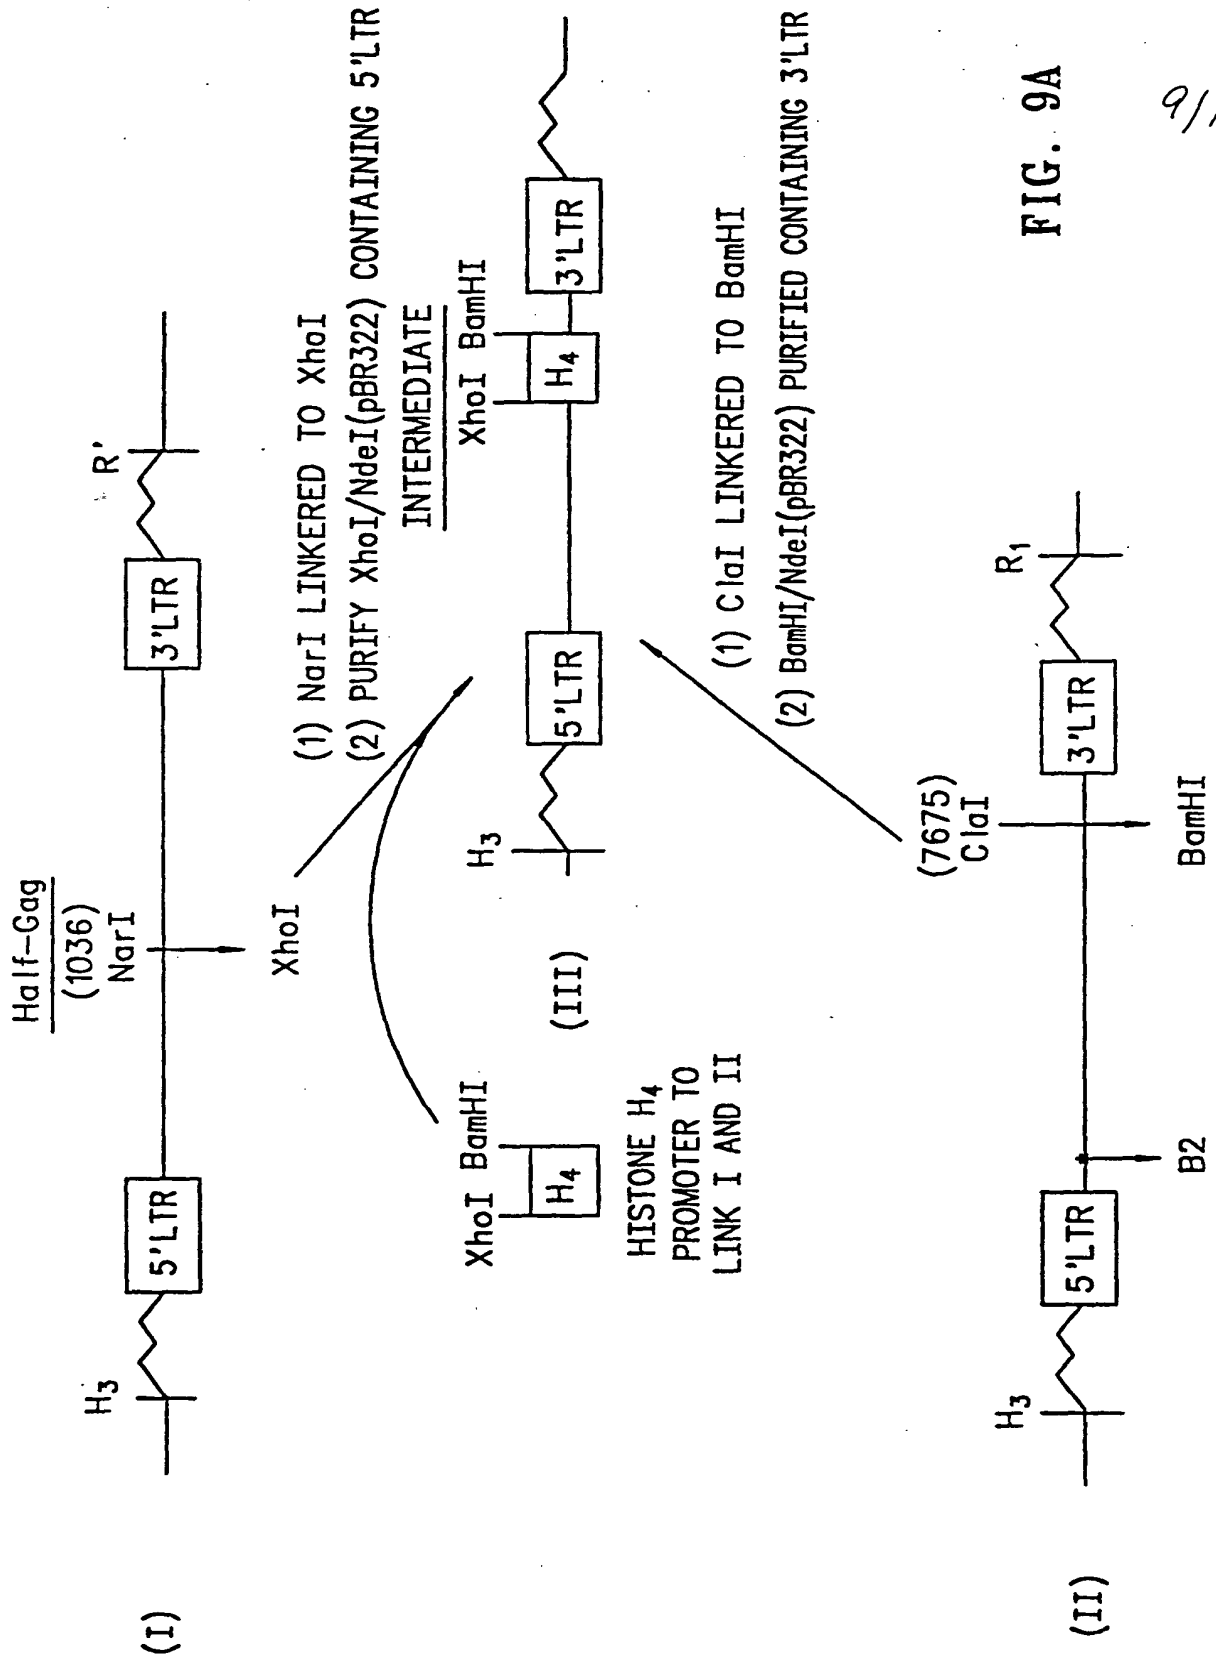 Half-Gag
(1036)
NarI
(I)
H3
5'LTR
3'LTR
R'
XhoI
(1) NarI LINKERED TO XhoI
(2) PURIFY XhoI/NdeI(pBR322) CONTAINING 5'LTR
INTERMEDIATE
XhoI BamHI
H4
HISTONE H4
PROMOTER TO
LINK I AND II
(III)
H3
5'LTR
XhoI BamHI
H4
3'LTR
(1) ClaI LINKERED TO BamHI
(2) BamHI/NdeI(pBR322) PURIFIED CONTAINING 3'LTR
(7675)
ClaI
(II)
H3
5'LTR
3'LTR
R1
B2
BamHI
FIG. 9A